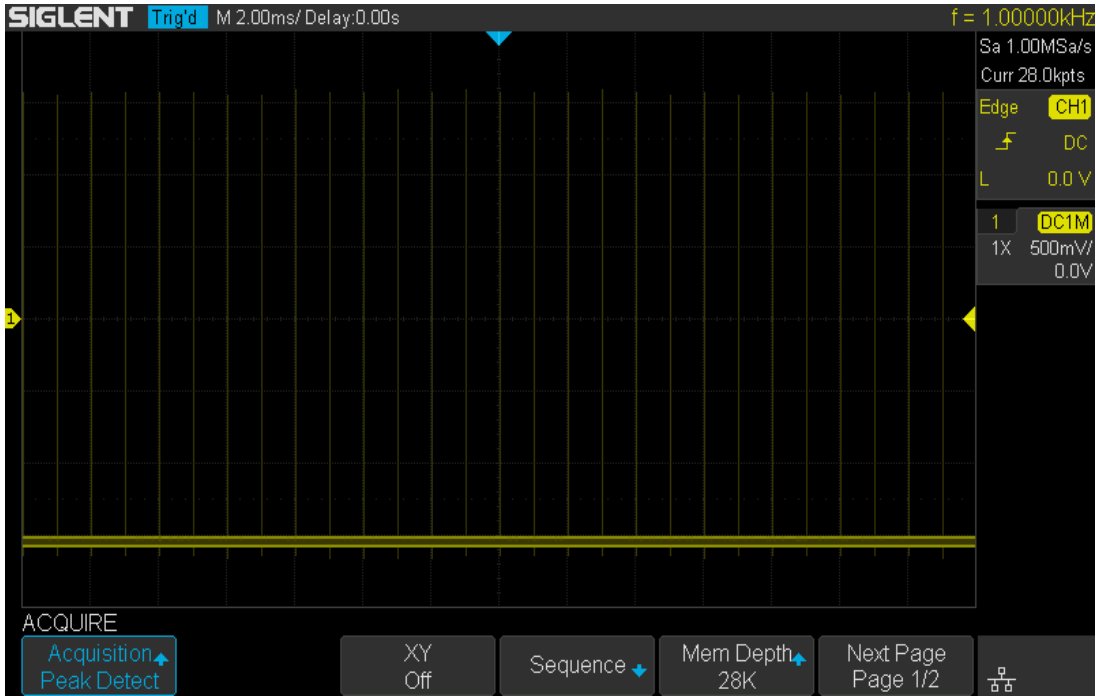 SIGLENT Trig'd M 2.00ms/ Delay:0.00s f = 1.00000kHz
Sa 1.00MSa/s
Curr 28.0kpts
Edge CH1
DC
L 0.0 V
1 DC1M
1X 500mV/
0.0V
1
ACQUIRE
Acquisition
Peak Detect
XY
Off
Sequence
Mem Depth
28K
Next Page
Page 1/2